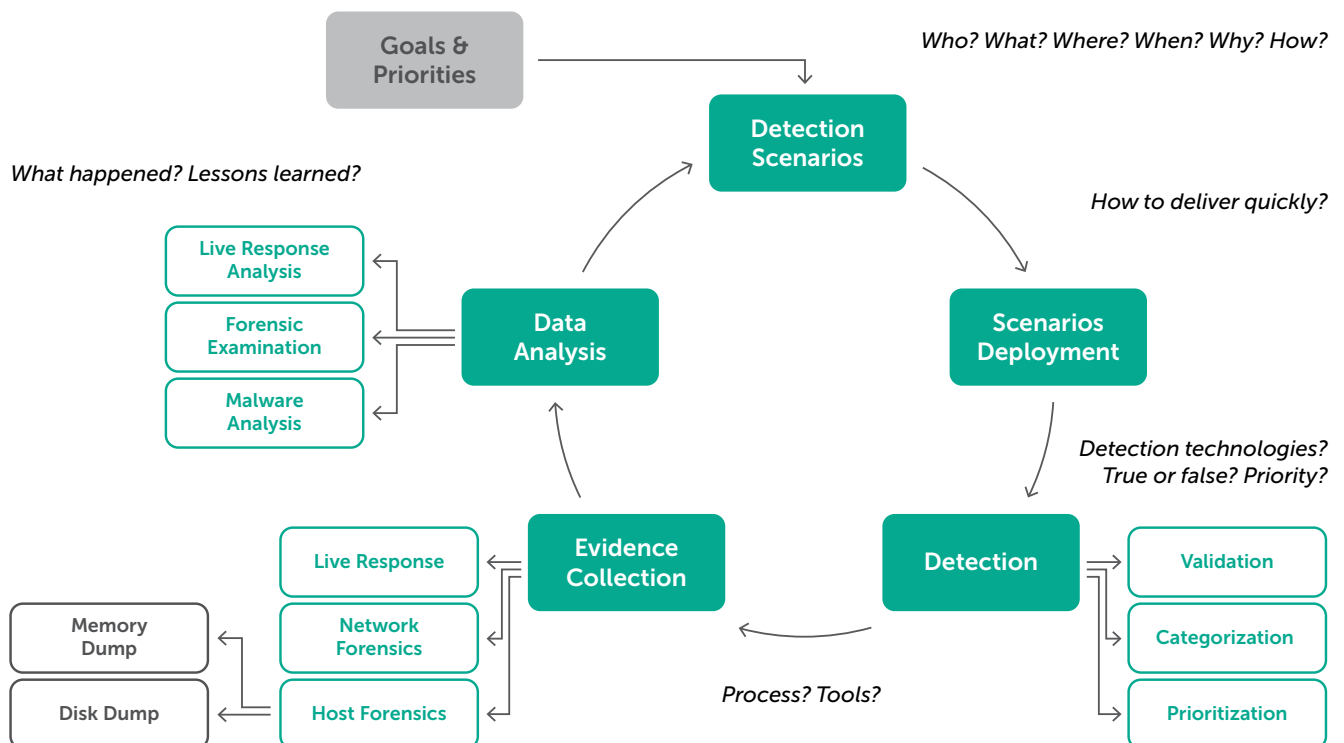 Goals &
Priorities
Who? What? Where? When? Why? How?
Detection
Scenarios
What happened? Lessons learned?
How to deliver quickly?
Live Response
Analysis
Forensic
Examination
Malware
Analysis
Data
Analysis
Scenarios
Deployment
Detection technologies?
True or false? Priority?
Live Response
Network
Forensics
Host Forensics
Evidence
Collection
Detection
Validation
Categorization
Prioritization
Memory
Dump
Disk Dump
Process? Tools?